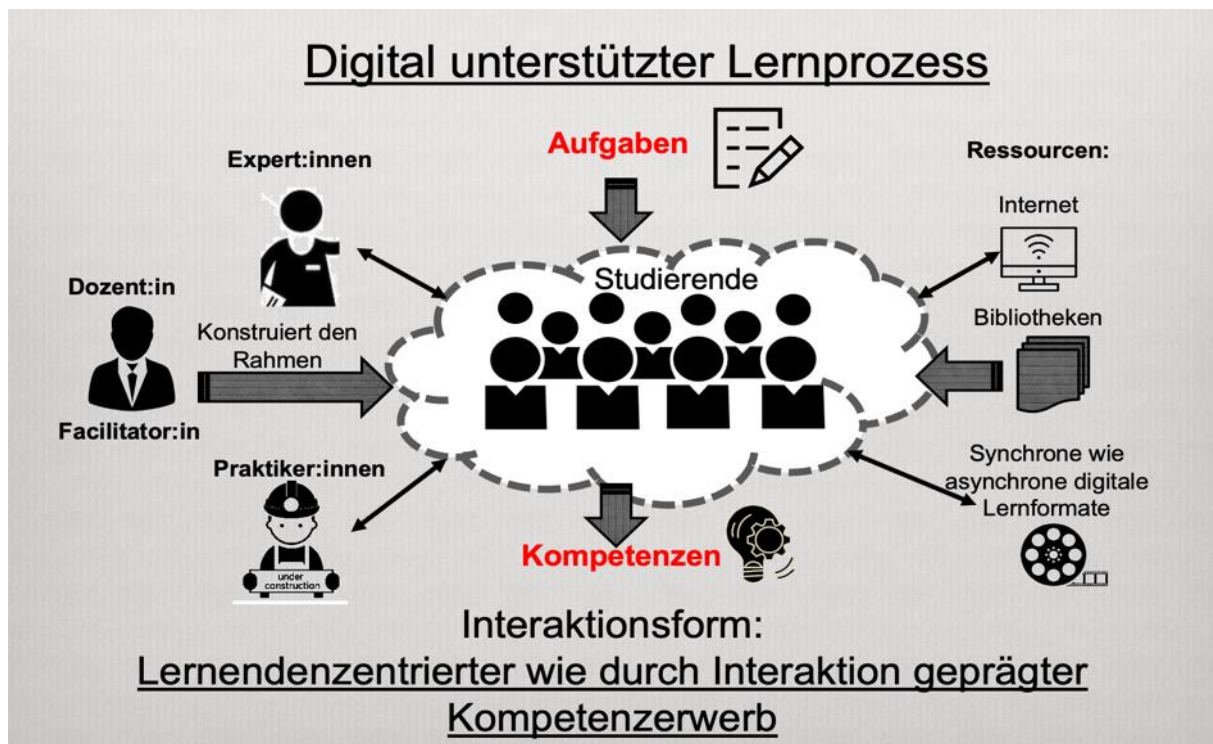 Digital unterstützter Lernprozess
Aufgaben
Expert:innen
Ressourcen:
Internet
Studierende
Dozent:in
Konstruiert den
Rahmen
Bibliotheken
Facilitator:in
Praktiker:innen
under
construction
Synchrone wie
asynchrone digitale
Lernformate
Kompetenzen
Interaktionsform:
Lernendenzentrierter wie durch Interaktion geprägter
Kompetenzerwerb